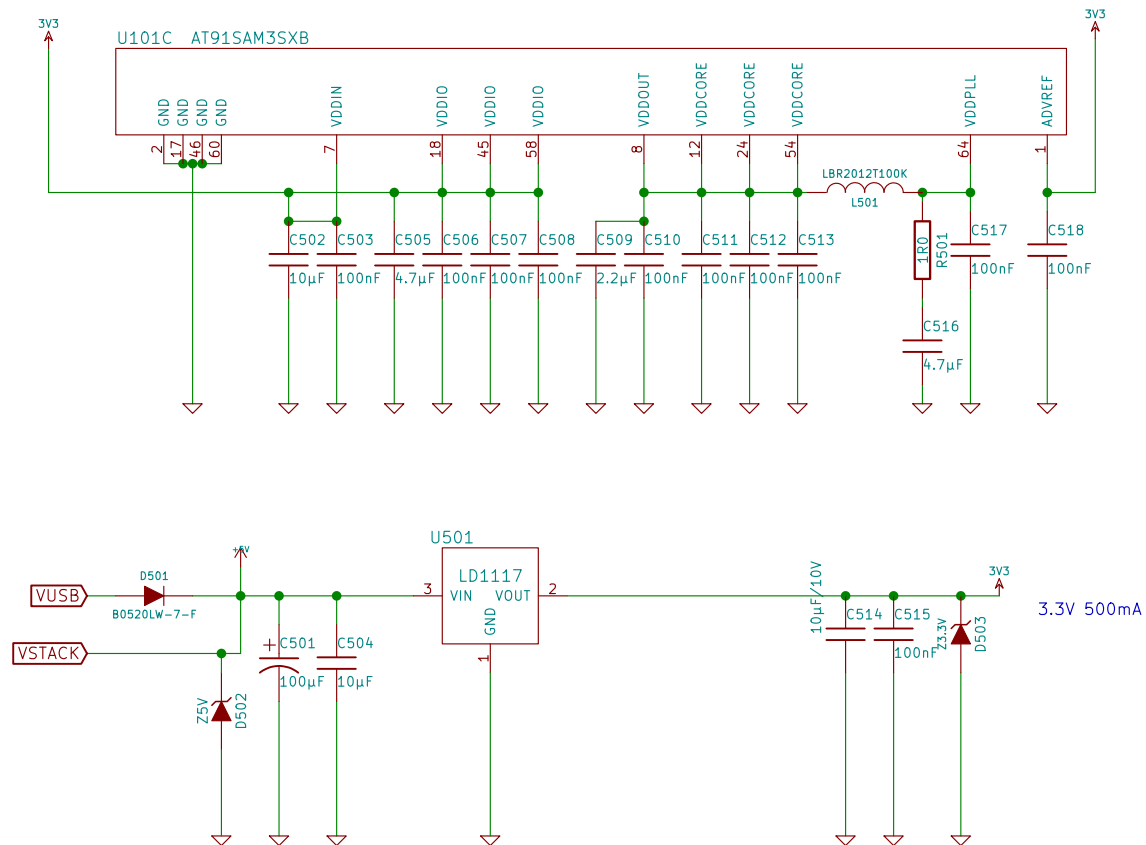 3V3
3V3
U101C AT91SAM3SXB
GND
GND
GND
GND
VDDIN
VDDIO
VDDIO
VDDIO
VDDOUT
VDDCORE
VDDCORE
VDDCORE
VDDPLL
ADVREF
2
17
46
60
7
18
45
58
8
12
24
54
64
1
LBR2012T100K
L501
C502
C503
C505
C506
C507
C508
C509
C510
C511
C512
C513
1R0
R501
C517
C518
10µF
100nF
4.7µF
100nF
100nF
100nF
2.2µF
100nF
100nF
100nF
100nF
100nF
100nF
C516
4.7µF
U501
+5V
D501
LD1117
3V3
VUSB
3
VIN
VOUT
2
B0520LW-7-F
GND
10µF/10V
3.3V 500mA
C501
C504
C514
C515
Z3.3V
D503
VSTACK
1
100nF
100µF
10µF
Z5V
D502